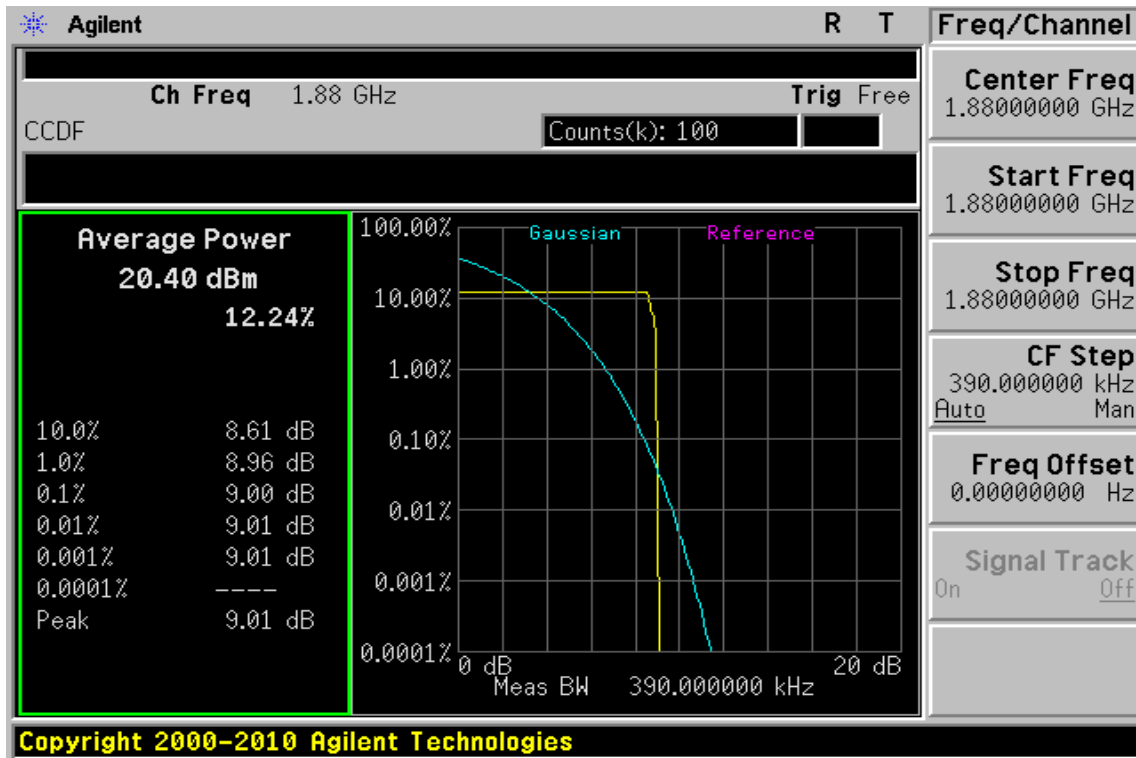 Agilent R T
Ch Freq 1.88 GHz Trig Free
CCDF Counts(k): 100
Average Power
20.40 dBm
12.24%
10.0% 8.61 dB
1.0% 8.96 dB
0.1% 9.00 dB
0.01% 9.01 dB
0.001% 9.01 dB
0.0001% ----
Peak 9.01 dB
Gaussian Reference
100.00%
10.00%
1.00%
0.10%
0.01%
0.001%
0.0001%
0 dB 20 dB
Meas BW 390.000000 kHz
Freq/Channel
Center Freq
1.88000000 GHz
Start Freq
1.88000000 GHz
Stop Freq
1.88000000 GHz
CF Step
390.000000 kHz
Auto Man
Freq Offset
0.00000000 Hz
Signal Track
On Off
Copyright 2000-2010 Agilent Technologies